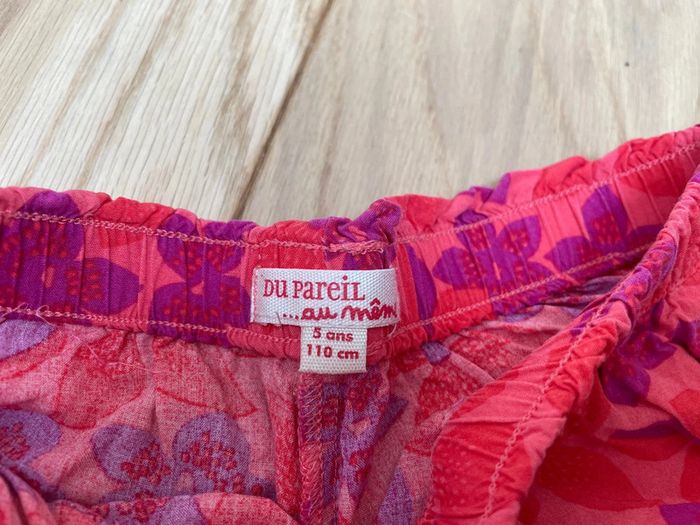 DU PAREIL
...au mêm
5 ans
110 cm